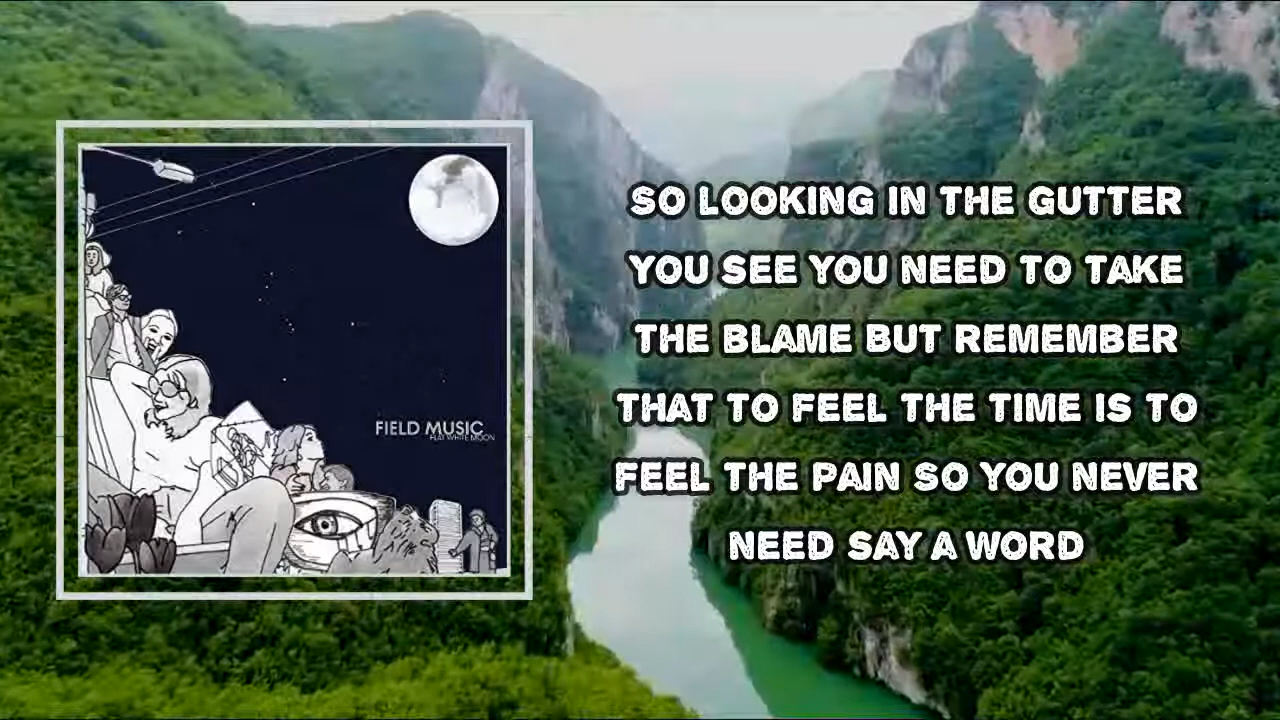 FIELD MUSIC
FLAT WHITE MOON
SO LOOKING IN THE GUTTER
YOU SEE YOU NEED TO TAKE
THE BLAME BUT REMEMBER
THAT TO FEEL THE TIME IS TO
FEEL THE PAIN SO YOU NEVER
NEED SAY A WORD